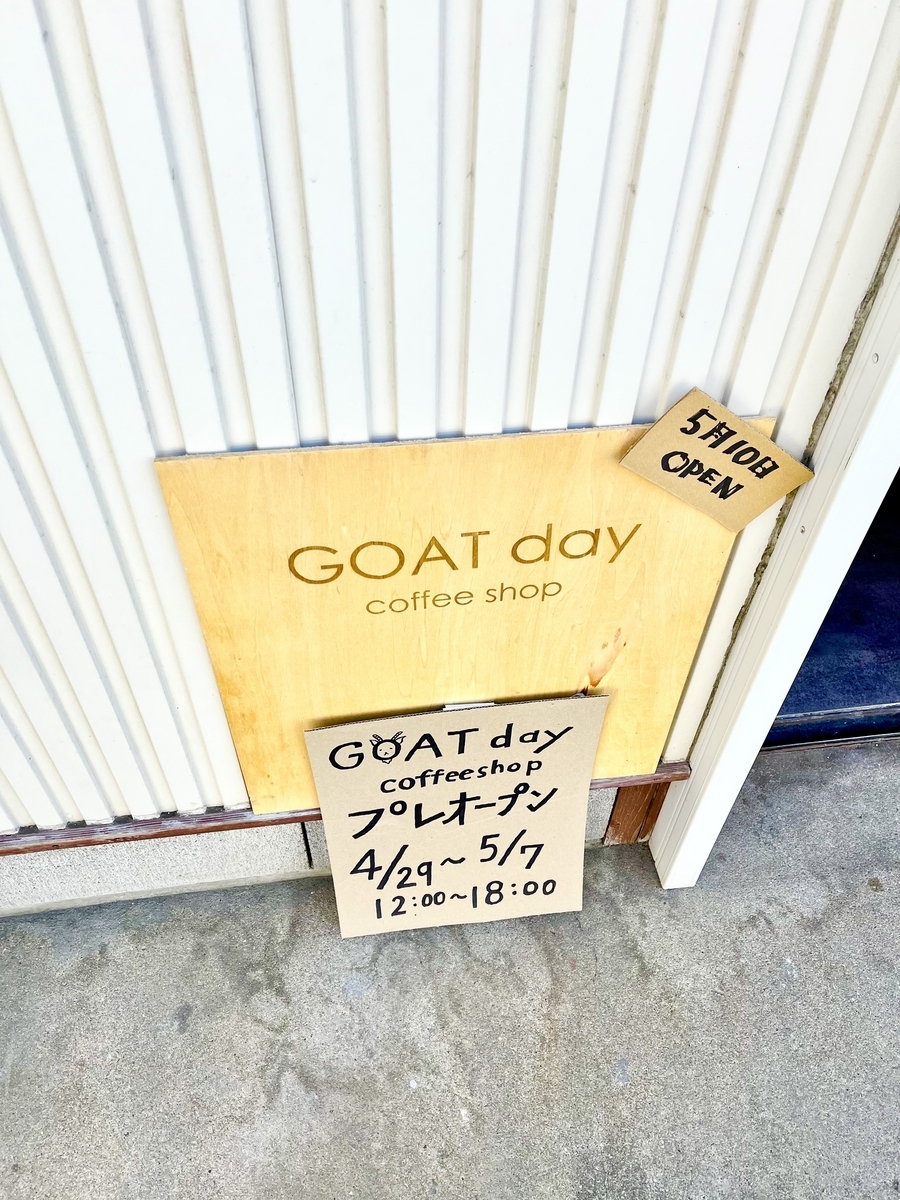 5月10日
OPEN
GOAT day
coffee shop
GOAT day
coffeeshop
プレオープン
4/29~5/7
12:00~18:00